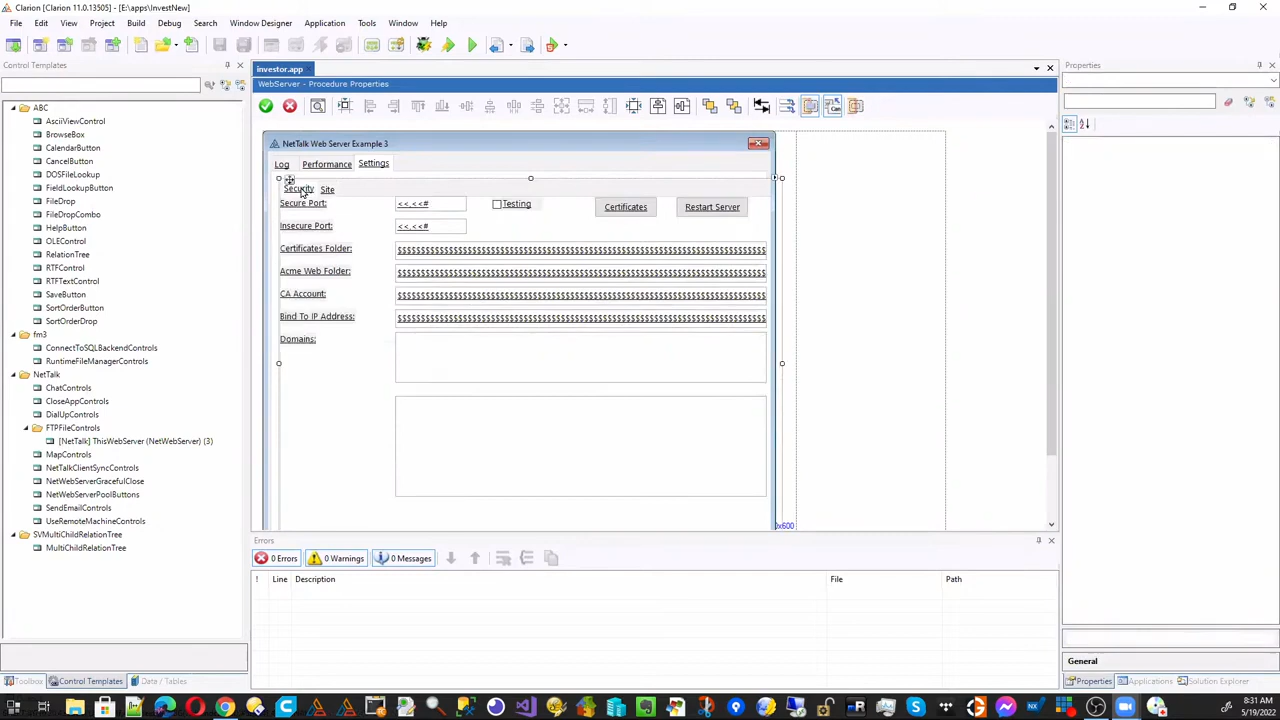 Clarion (Clarion 11.0.13505) - [E:\apps\InvestNew]
File Edit View Project Build Debug Search Window Designer Application Tools Window Help
Control Templates
ABC
AsciiViewControl
BrowseBox
CalendarButton
CancelButton
DOSFileLookup
FieldLookupButton
FileDrop
FileDropCombo
HelpButton
OLEControl
RelationTree
RTFControl
RTFTextControl
SaveButton
SortOrderButton
SortOrderDrop
fm3
ConnectToSQLBackendControls
RuntimeFileManagerControls
NetTalk
ChatControls
CloseAppControls
DialUpControls
FTPFileControls
[NetTalk] ThisWebServer (NetWebServer) (3)
MapControls
NetTalkClientSyncControls
NetWebServerGracefulClose
NetWebServerPoolButtons
SendEmailControls
UseRemoteMachineControls
SVMultiChildRelationTree
MultiChildRelationTree
Toolbox Control Templates Data / Tables
investor.app
WebServer - Procedure Properties
NetTalk Web Server Example 3
Log Performance Settings
Security Site
Secure Port: <<,<<# Testing Certificates Restart Server
Insecure Port: <<,<<#
Certificates Folder:
Acme Web Folder:
CA Account:
Bind To IP Address:
Domains:
0x600
Errors
0 Errors 0 Warnings 0 Messages
! Line Description File Path
Properties
General
Properties Applications Solution Explorer
8:31 AM
5/19/2022